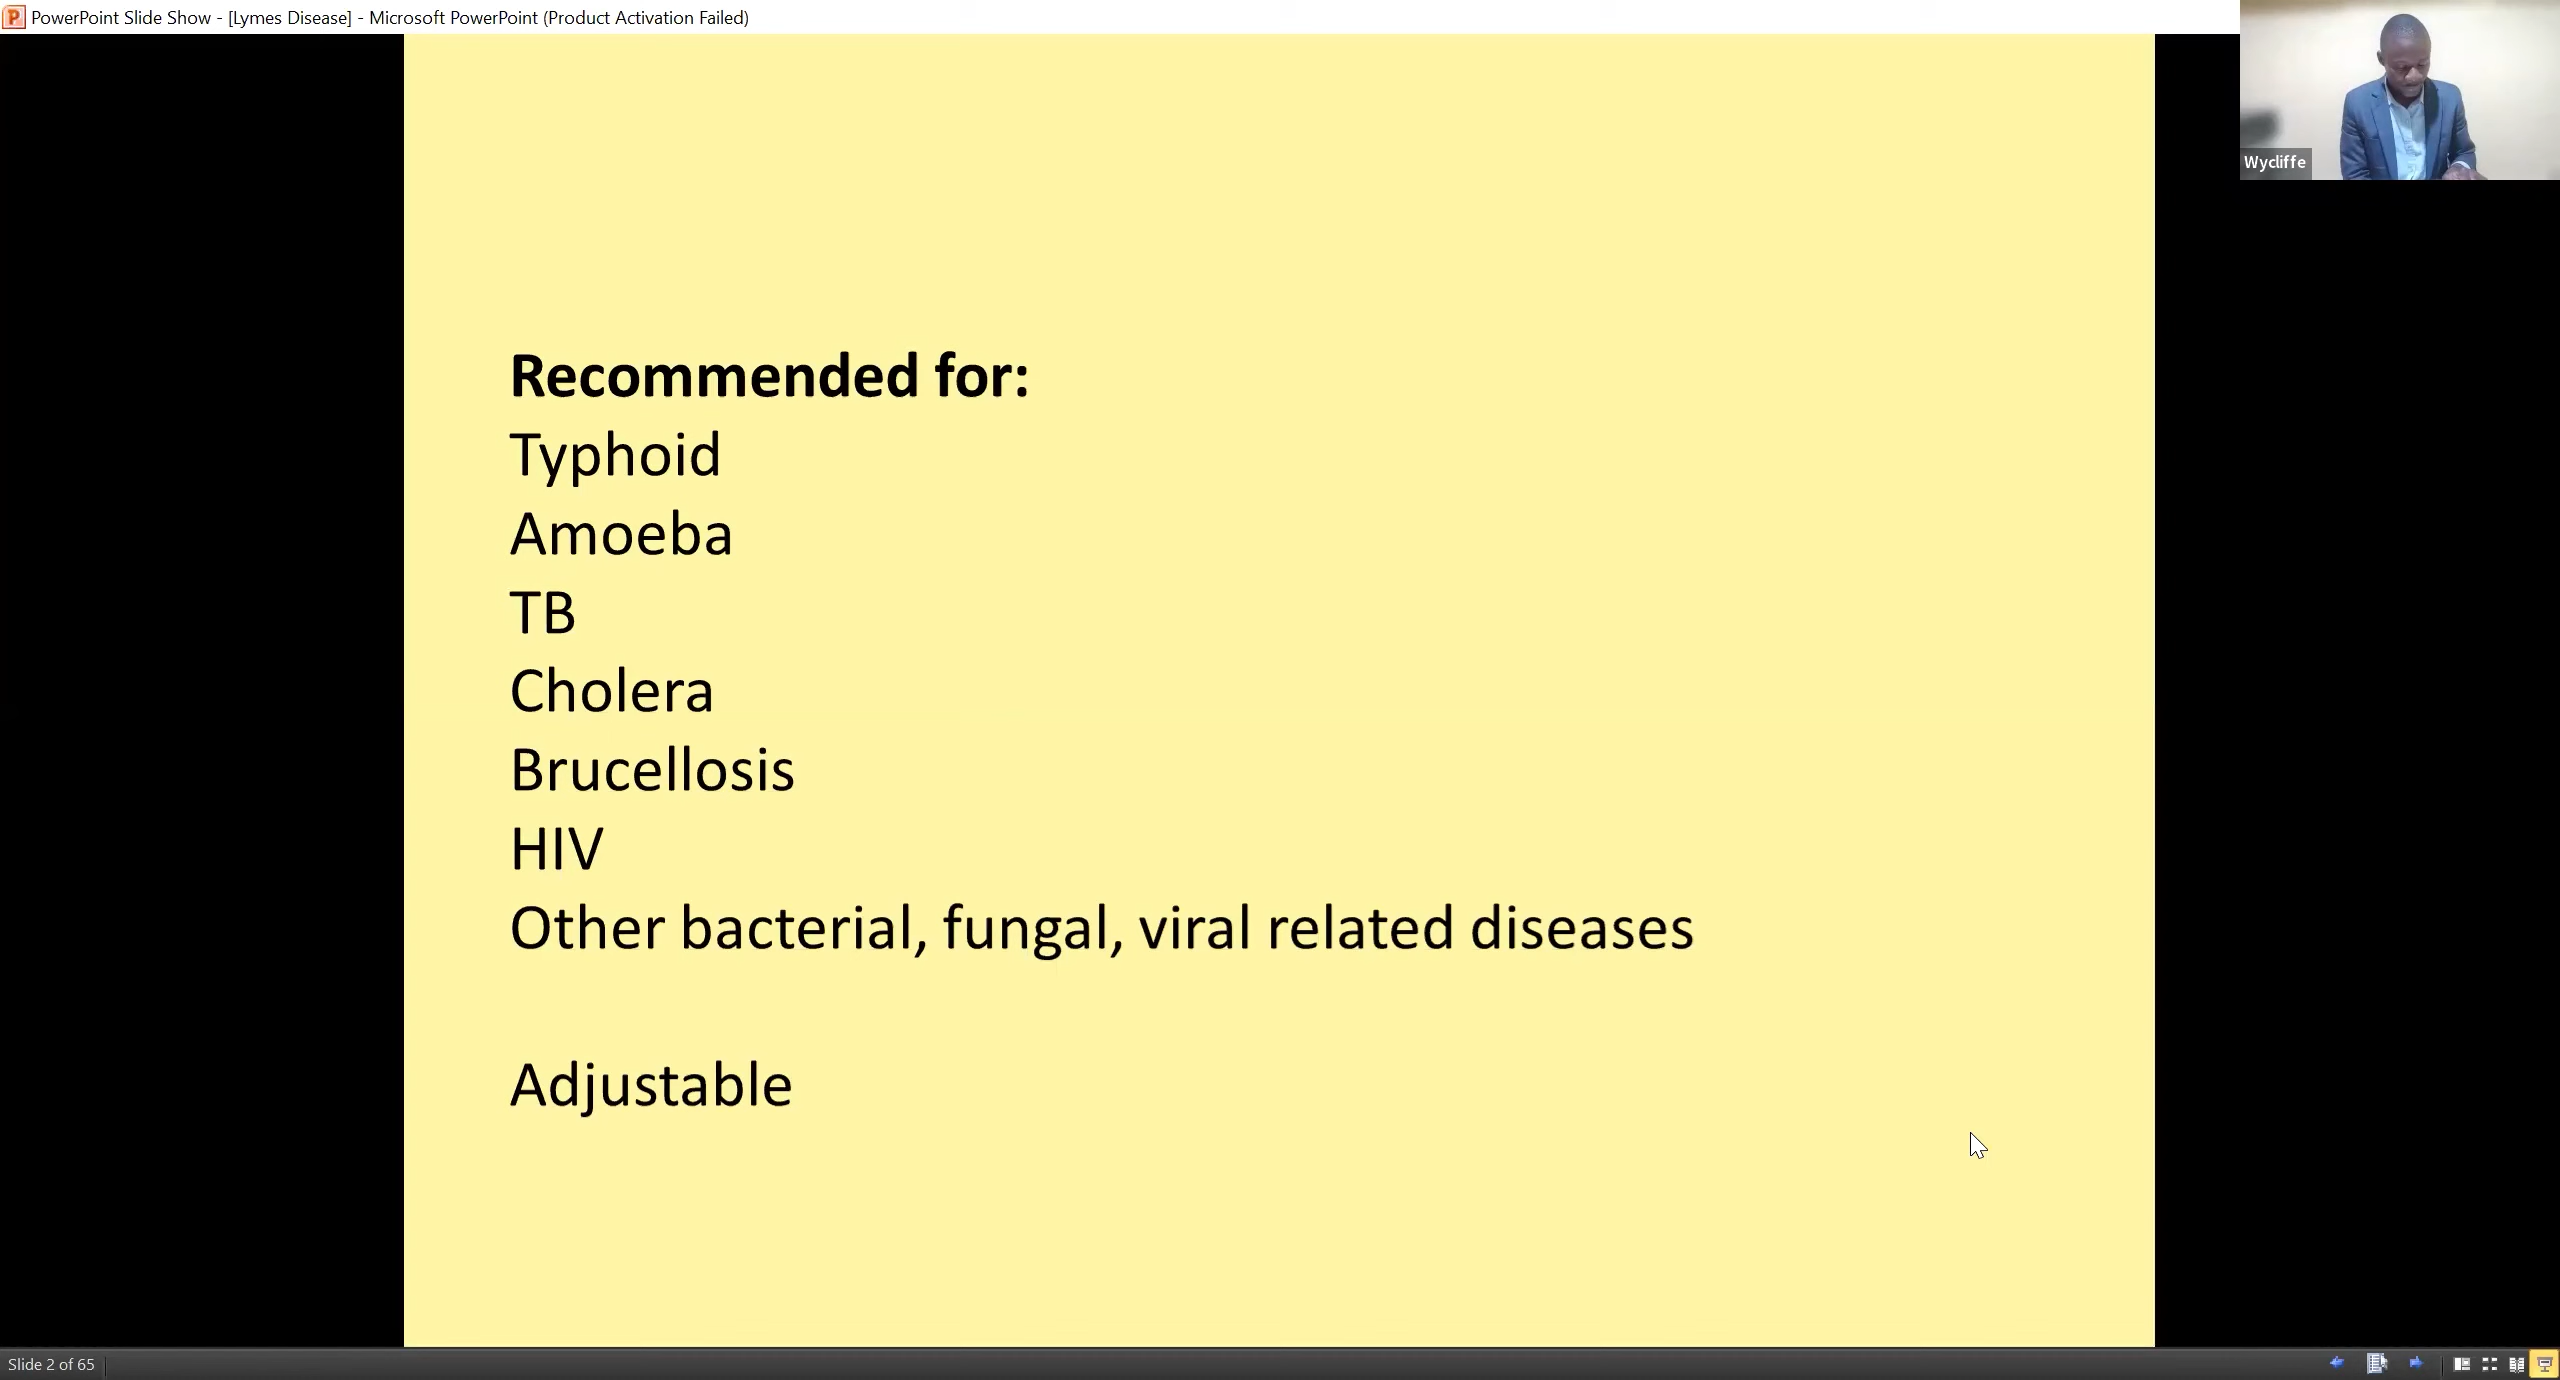 PowerPoint Slide Show - [Lymes Disease] - Microsoft PowerPoint (Product Activation Failed)
Wycliffe
Recommended for:
Typhoid
Amoeba
TB
Cholera
Brucellosis
HIV
Other bacterial, fungal, viral related diseases
Adjustable
Slide 2 of 65